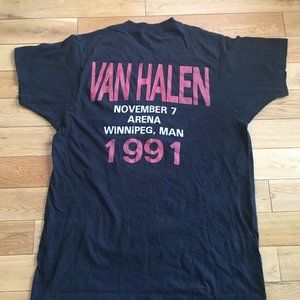 VAN HALEN
NOVEMBER 7
ARENA
WINNIPEG, MAN
1991